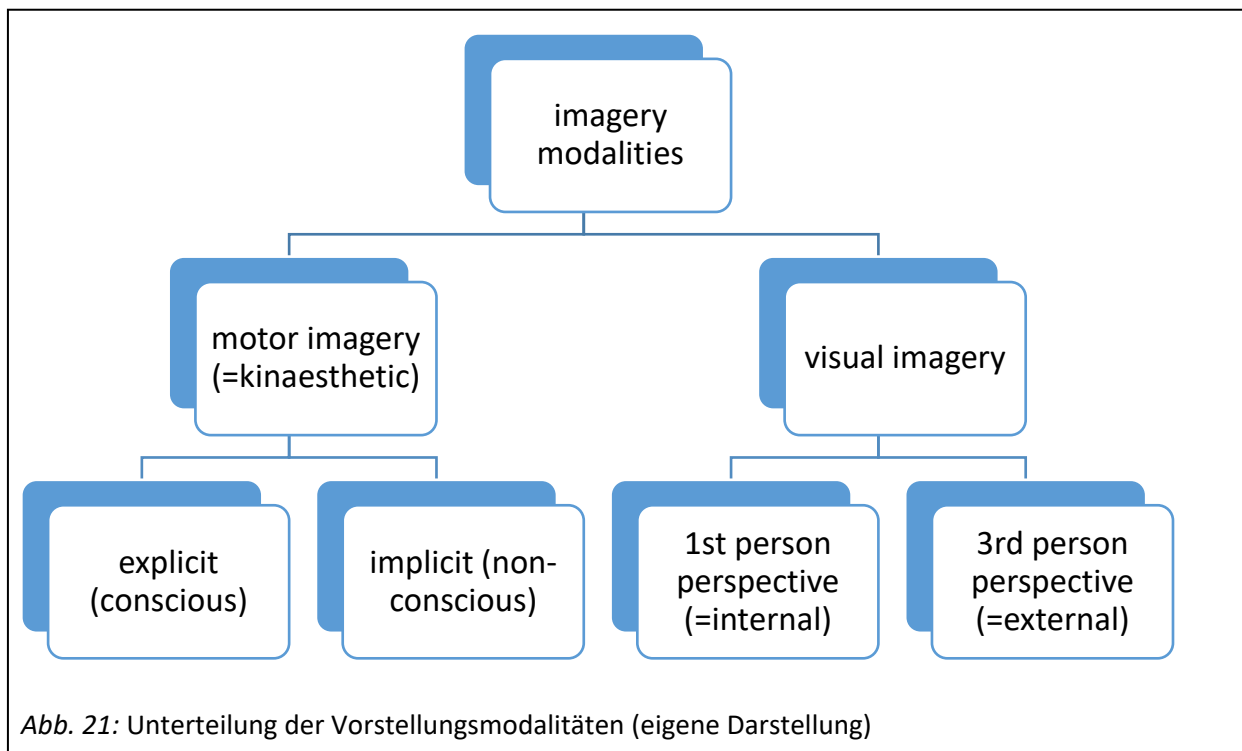 imagery
modalities
motor imagery
(=kinaesthetic)
visual imagery
explicit
(conscious)
implicit (non-
conscious)
1st person
perspective
(=internal)
3rd person
perspective
(=external)
Abb. 21: Unterteilung der Vorstellungsmodalitäten (eigene Darstellung)